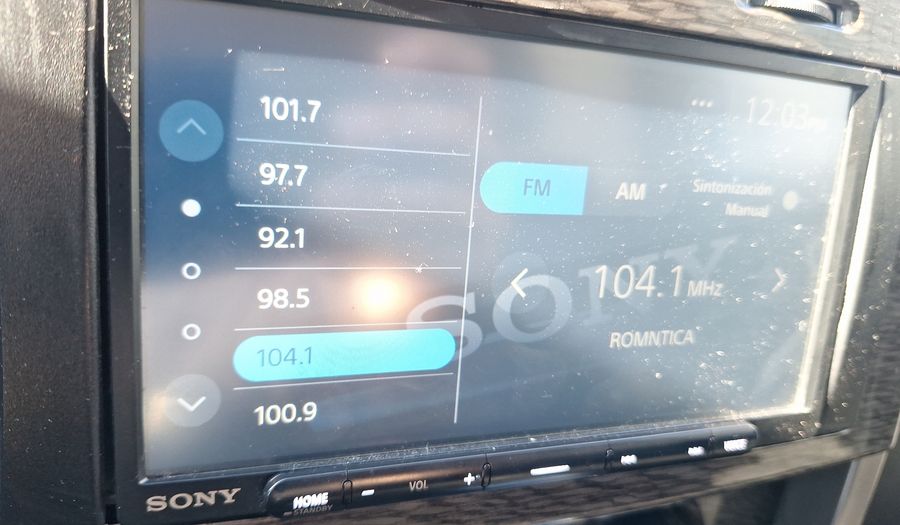 101.7
97.7
92.1
98.5
104.1
100.9
12:03
FM
AM
Sintonización
Manual
104.1 MHz
ROMNTICA
SONY
SONY
HOME
STANDBY
- VOL +